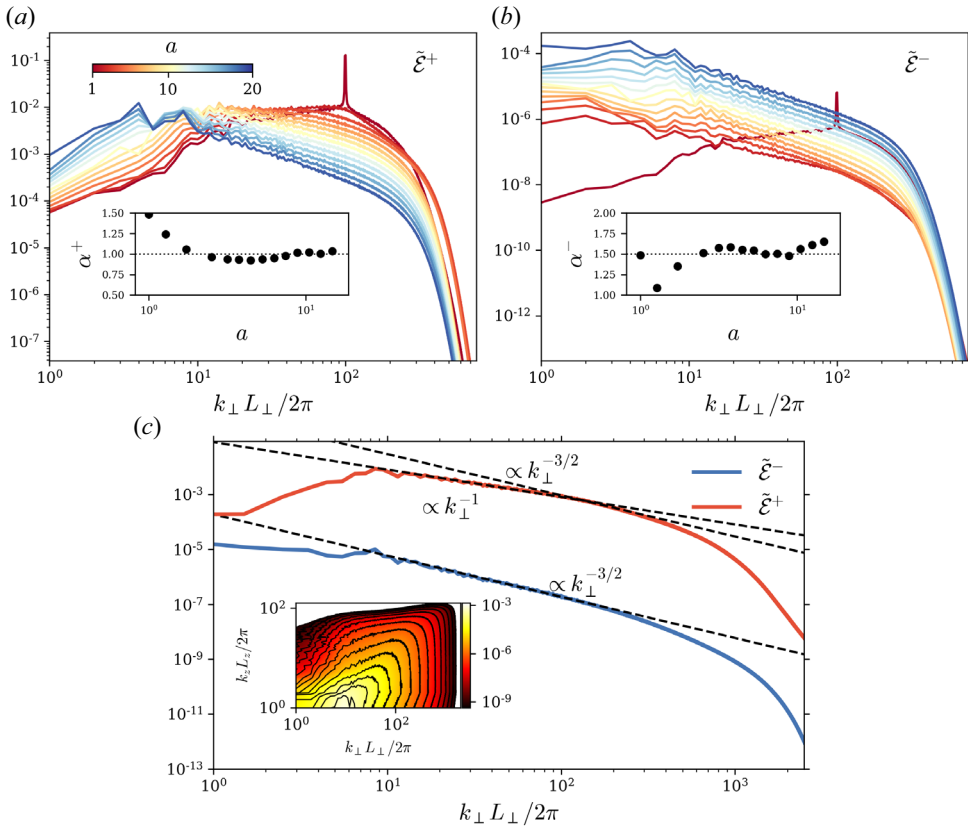 (a)
a
1 10 20
Ẽ⁺
10⁻¹
10⁻²
10⁻³
10⁻⁴
10⁻⁵
10⁻⁶
10⁻⁷
α⁺
1.50
1.25
1.00
0.75
0.50
10⁰ 10¹
a
10⁰ 10¹ 10²
k⊥L⊥/2π
(b)
Ẽ⁻
10⁻⁴
10⁻⁶
10⁻⁸
10⁻¹⁰
10⁻¹²
α⁻
2.00
1.75
1.50
1.25
1.00
10⁰ 10¹
a
10⁰ 10¹ 10²
k⊥L⊥/2π
(c)
∝k⊥^{-3/2}
∝k⊥^{-1}
∝k⊥^{-3/2}
Ẽ⁻
Ẽ⁺
10⁻³
10⁻⁵
10⁻⁷
10⁻⁹
10⁻¹¹
10⁻¹³
k_zL_z/2π
10²
10⁰
10⁰ 10²
k⊥L⊥/2π
10⁻³
10⁻⁶
10⁻⁹
10⁰ 10¹ 10² 10³
k⊥L⊥/2π